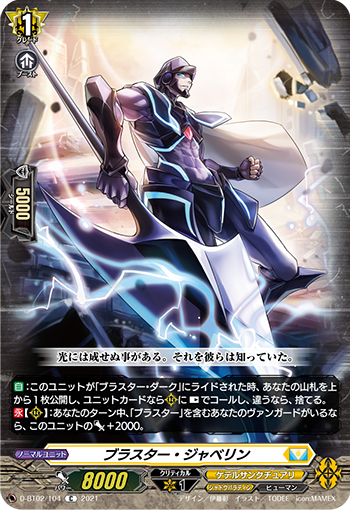 1
グレード
ブースト
5000
シールド
光には成せぬ事がある。それを彼らは知っていた。
自:このユニットが「ブラスター・ダーク」にライドされた時、あなたの山札を上
から1枚公開し、ユニットカードなら Rにコールし、違うなら、捨てる。
永【R】:あなたのターン中、「ブラスター」を含むあなたのヴァンガードがいるな
ら、このユニットの+2000。
ノーマルユニット
ブラスター・ジャベリン
パワー 8000
クリティカル
1
ケテルサンクチュアリ
シャドウパラディン
ヒューマン
D-BT02/104 C 2021
デザイン/伊藤彰 イラスト/ TODEE icon:MAMEX